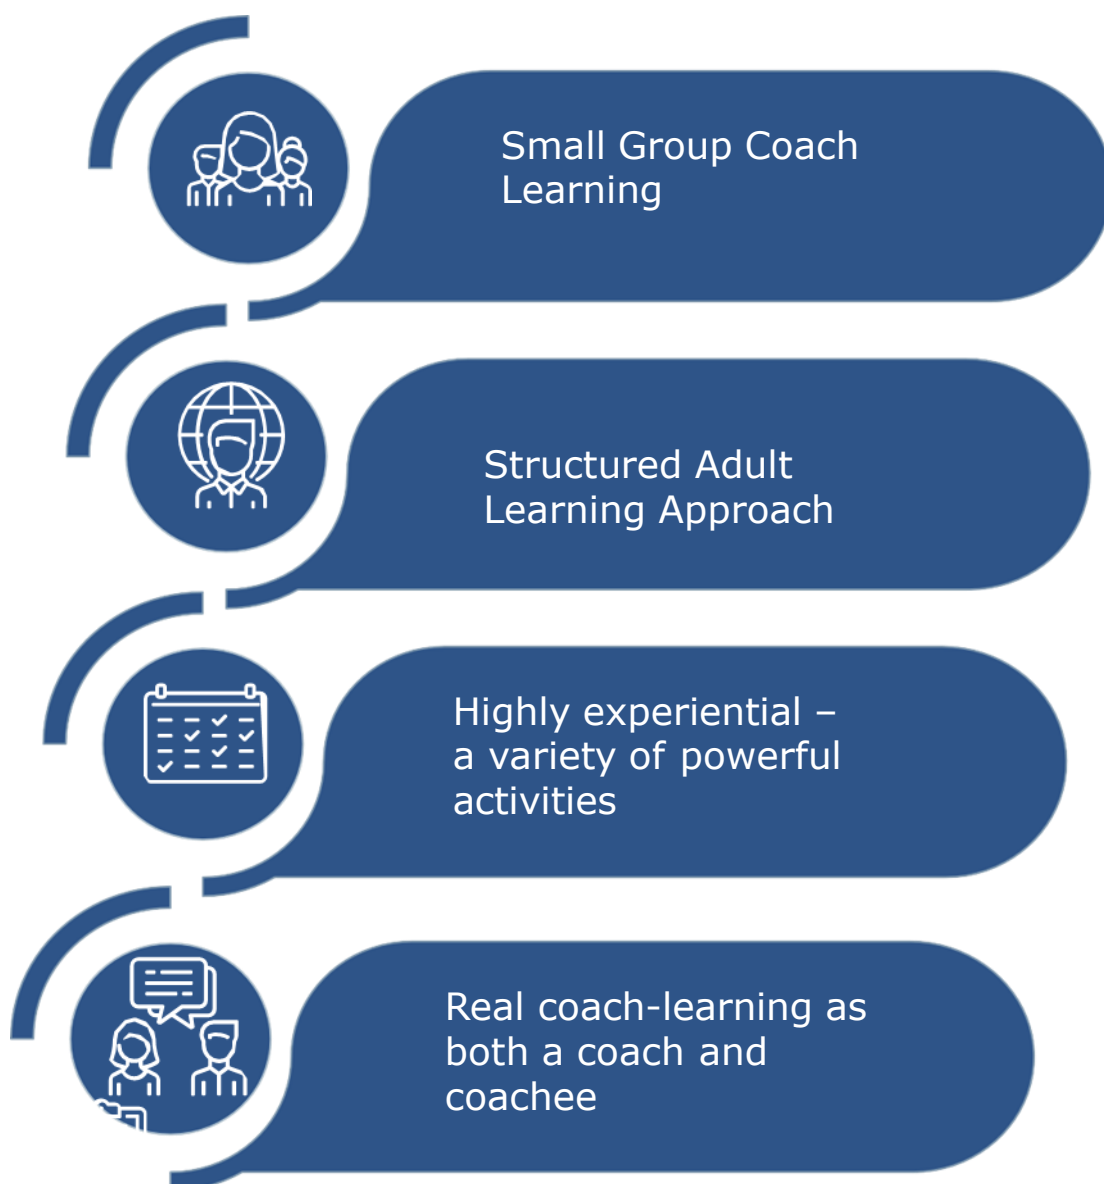 Small Group Coach
Learning
Structured Adult
Learning Approach
Highly experiential –
a variety of powerful
activities
Real coach-learning as
both a coach and
coachee